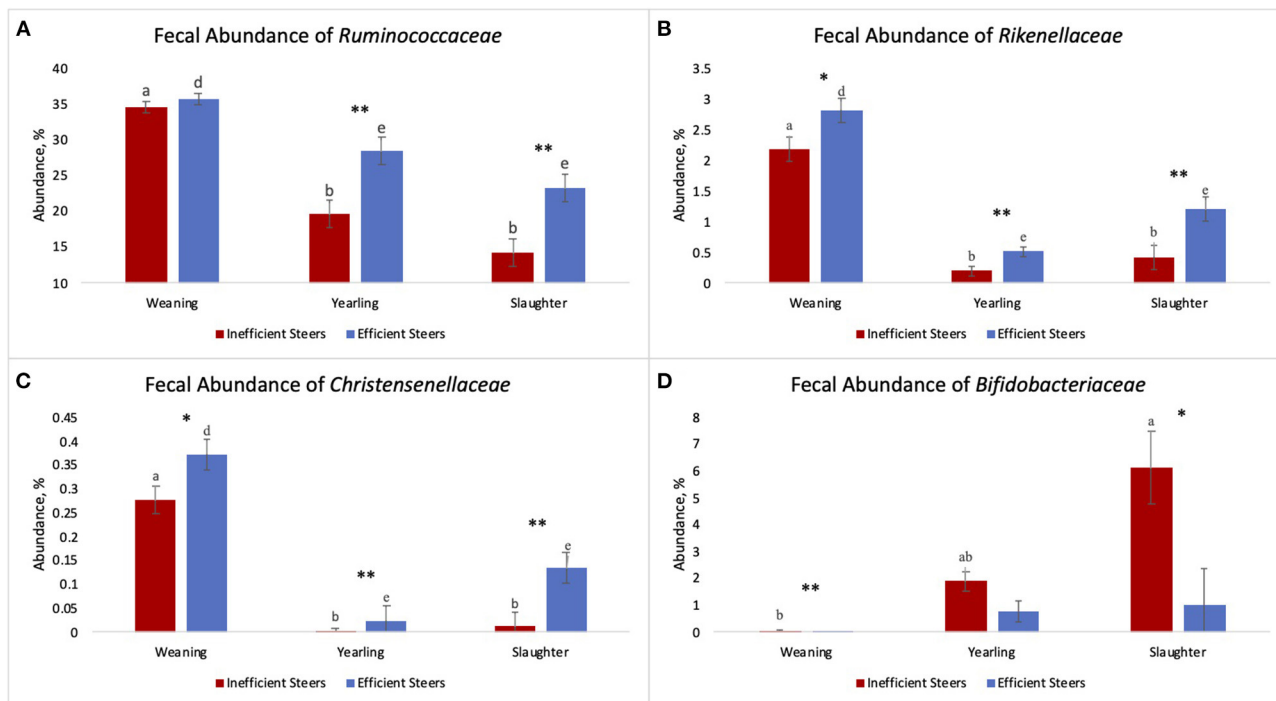 A
Fecal Abundance of Ruminococcaceae
Abundance, %
40
35
30
25
20
15
10
a
d
**
b
e
**
b
e
Weaning
Yearling
Slaughter
Inefficient Steers
Efficient Steers
B
Fecal Abundance of Rikenellaceae
Abundance, %
3.5
3
2.5
2
1.5
1
0.5
0
*
a
d
**
b
e
**
b
e
Weaning
Yearling
Slaughter
Inefficient Steers
Efficient Steers
C
Fecal Abundance of Christensenellaceae
Abundance, %
0.45
0.4
0.35
0.3
0.25
0.2
0.15
0.1
0.05
0
*
a
d
**
b
e
**
b
e
Weaning
Yearling
Slaughter
Inefficient Steers
Efficient Steers
D
Fecal Abundance of Bifidobacteriaceae
Abundance, %
8
7
6
5
4
3
2
1
0
**
b
ab
a
*
Weaning
Yearling
Slaughter
Inefficient Steers
Efficient Steers